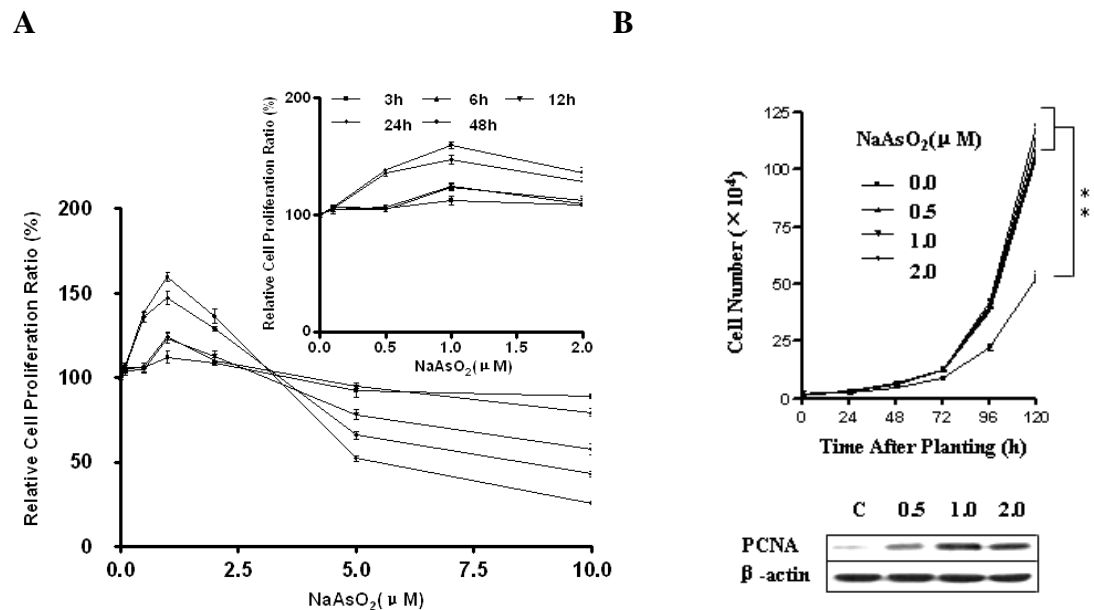 A
B
200
3h 6h 12h
24h 48h
Relative Cell Proliferation Ratio (%)
100
0
0.0 0.5 1.0 1.5 2.0
NaAsO2(μM)
200
150
100
50
0
Relative Cell Proliferation Ratio (%)
0.0 2.5 5.0 7.5 10.0
NaAsO2(μM)
125
100
75
50
25
0
Cell Number (×10⁴)
NaAsO2(μ M)
0.0
0.5
1.0
2.0
**
0 24 48 72 96 120
Time After Planting (h)
C 0.5 1.0 2.0
PCNA
β-actin